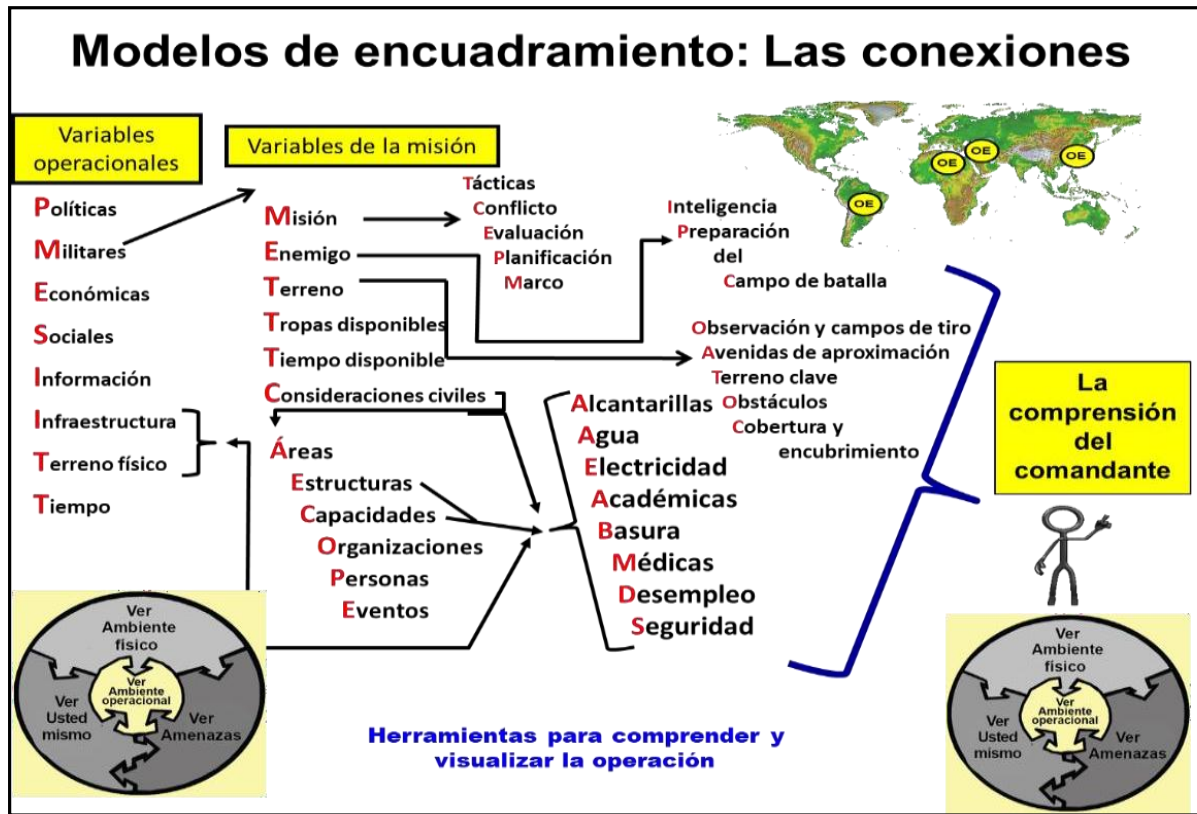 Modelos de encuadramiento: Las conexiones
Variables
operacionales
Políticas
Militares
Económicas
Sociales
Información
Infraestructura
Terreno físico
Tiempo
Variables de la misión
Misión
Enemigo
Terreno
Tropas disponibles
Tiempo disponible
Consideraciones civiles
Áreas
Estructuras
Capacidades
Organizaciones
Personas
Eventos
Tácticas
Conflicto
Evaluación
Planificación
Marco
Inteligencia
Preparación
del
Campo de batalla
Observación y campos de tiro
Avenidas de aproximación
Terreno clave
Obstáculos
Cobertura y
encubrimiento
Alcantarillas
Agua
Electricidad
Académicas
Basura
Médicas
Desempleo
Seguridad
OE
OE
OE
OE
La
comprensión
del
comandante
Ver
Ambiente
físico
Ver
Ambiente
operacional
Ver
Usted
mismo
Ver
Amenazas
Herramientas para comprender y
visualizar la operación
Ver
Ambiente
físico
Ver
Ambiente
operacional
Ver
Usted
mismo
Ver
Amenazas